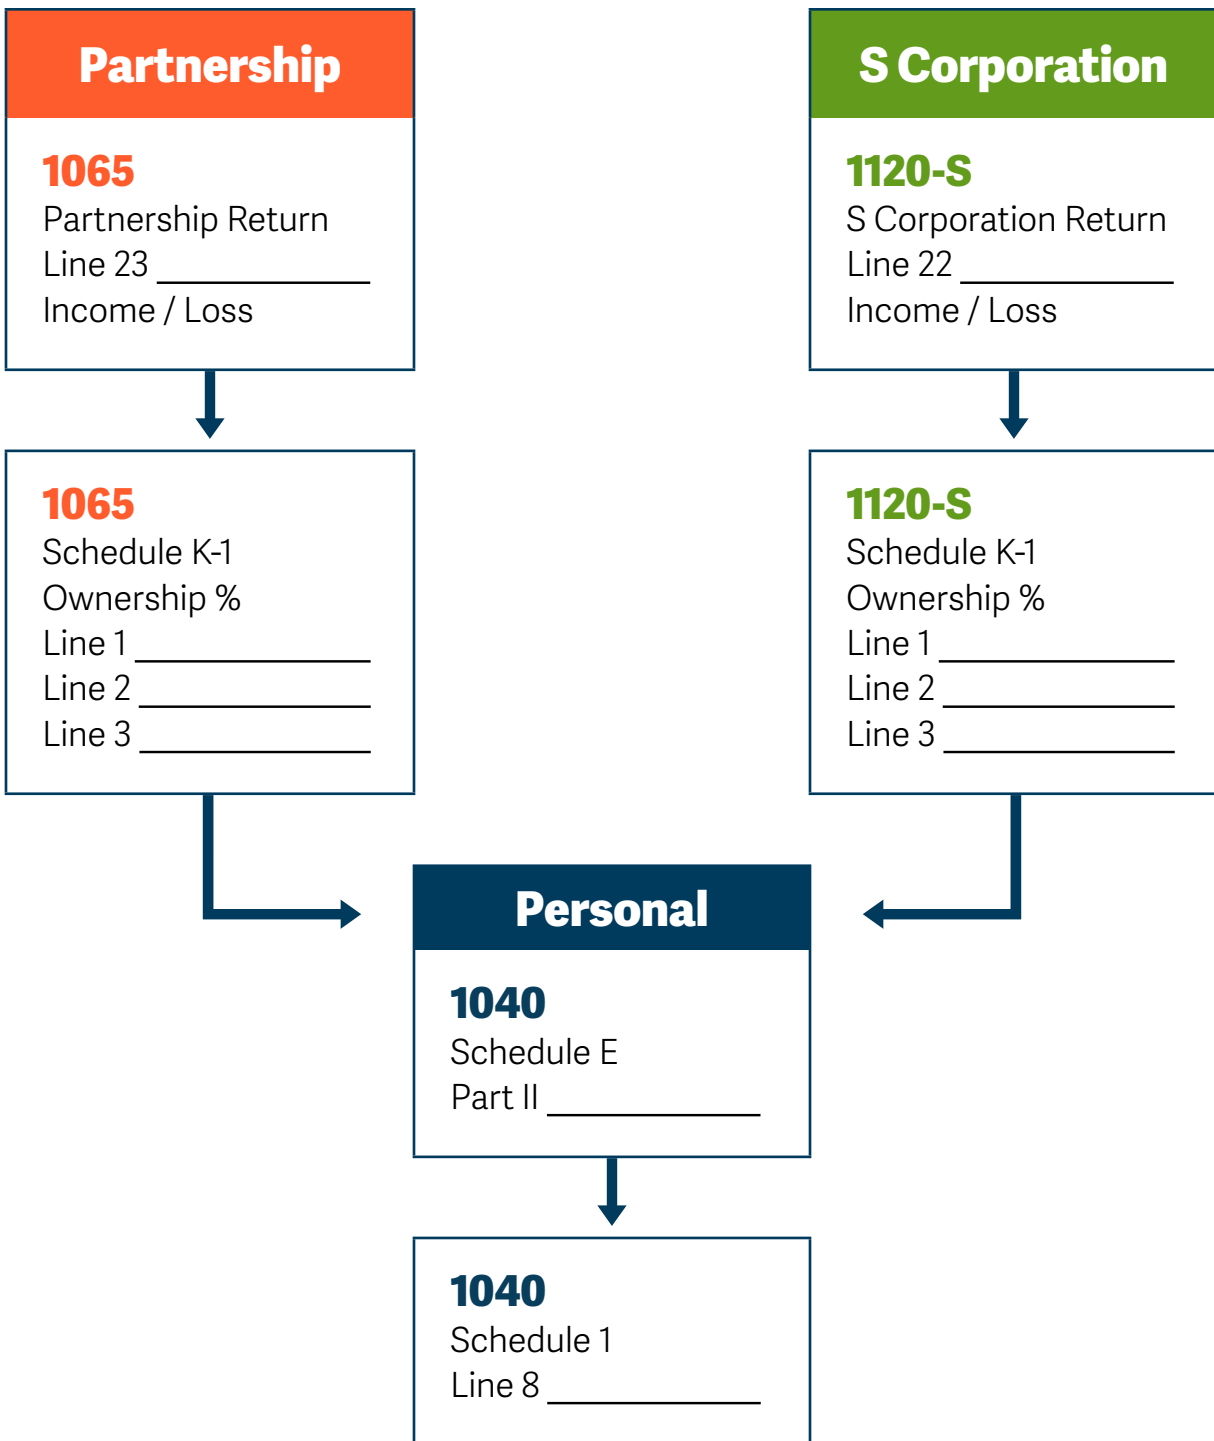 Partnership
1065
Partnership Return
Line 23
Income / Loss
S Corporation
1120-S
S Corporation Return
Line 22
Income / Loss
1065
Schedule K-1
Ownership %
Line 1
Line 2
Line 3
1120-S
Schedule K-1
Ownership %
Line 1
Line 2
Line 3
Personal
1040
Schedule E
Part II
1040
Schedule 1
Line 8